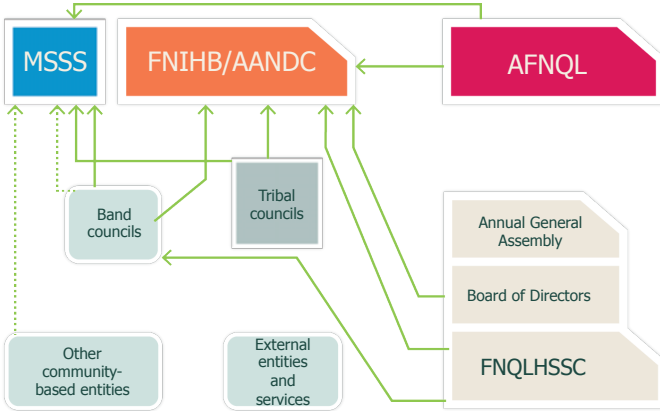 MSSS
FNIHB/AANDC
AFNQL
Band
councils
Tribal
councils
Annual General
Assembly
Board of Directors
FNQLHSSC
Other
community-
based entities
External
entities
and
services